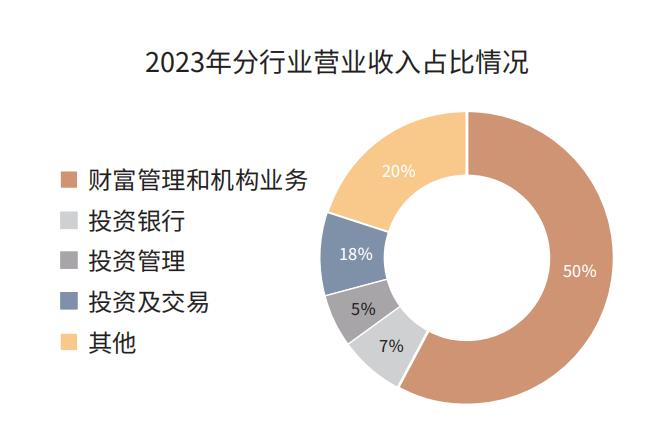 2023年分行业营业收入占比情况
财富管理和机构业务
投资银行
投资管理
投资及交易
其他
20%
18%
50%
5%
7%